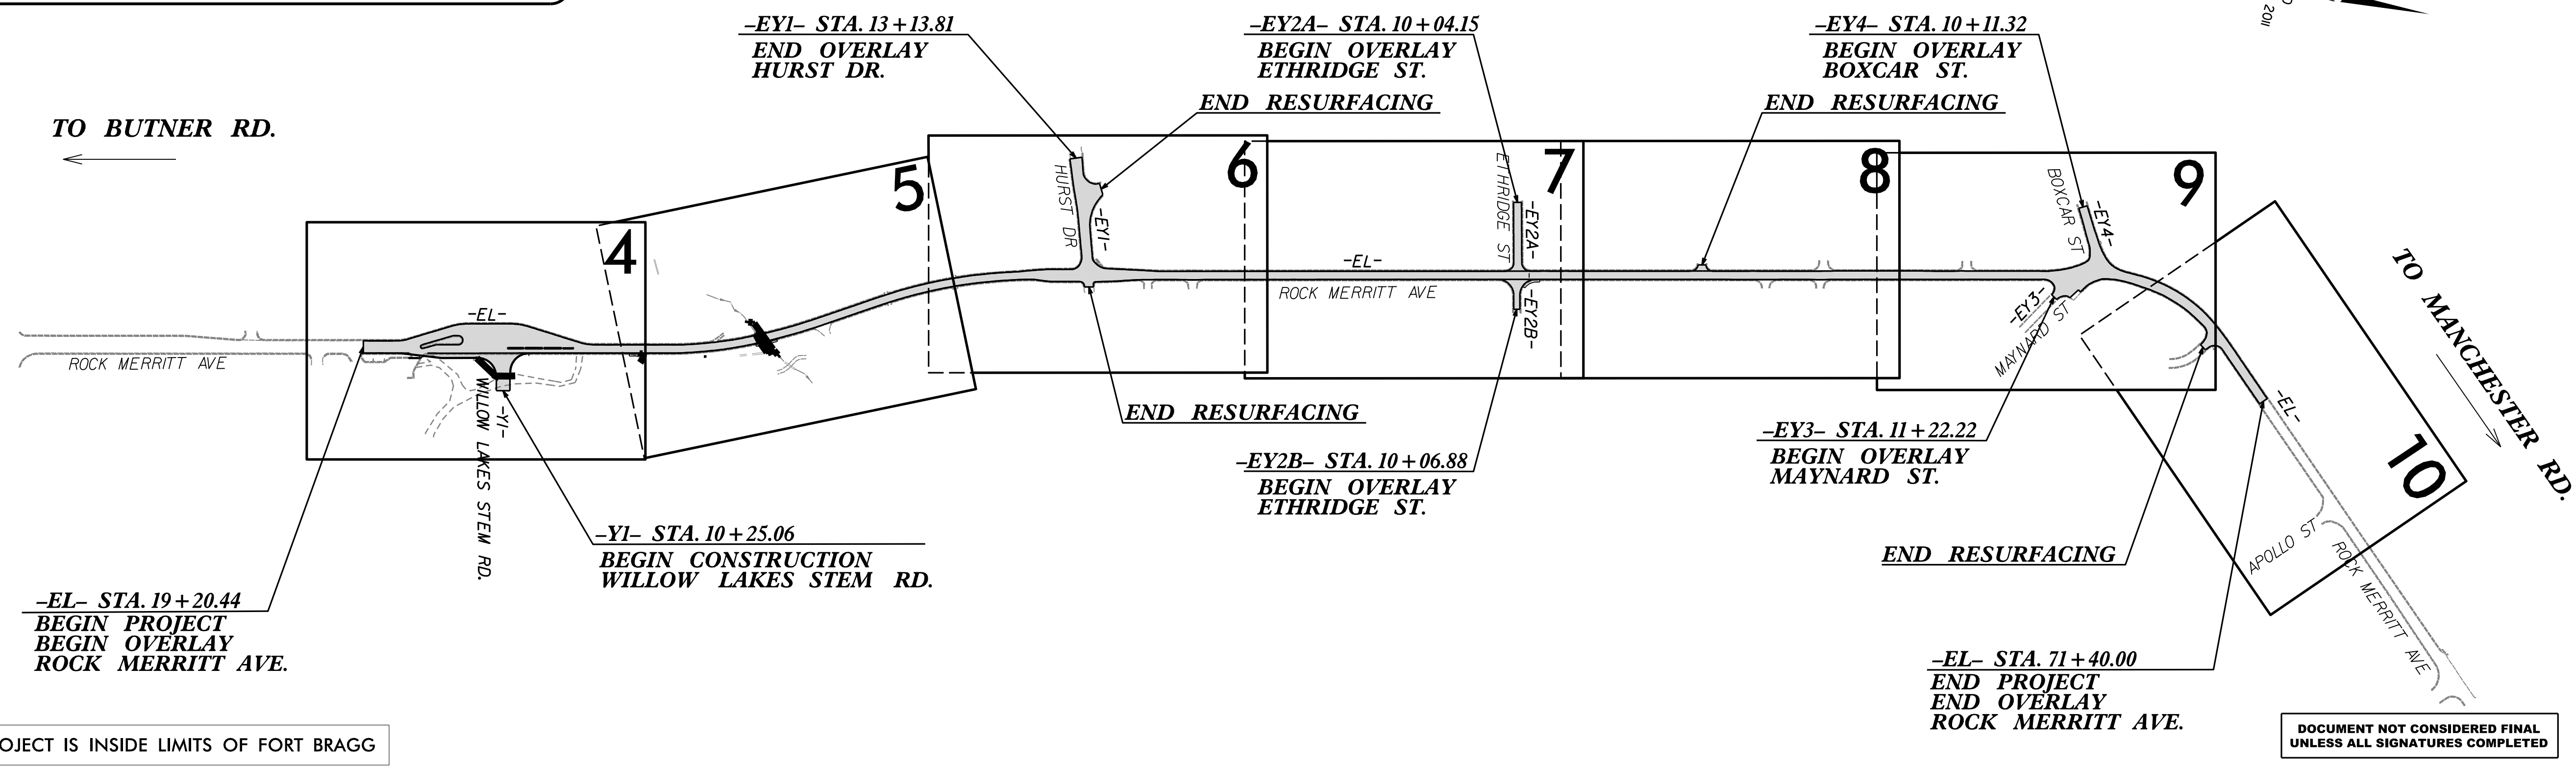 –EY1– STA. 13+13.81
END OVERLAY
HURST DR.
–EY2A– STA. 10+04.15
BEGIN OVERLAY
ETHRIDGE ST.
END RESURFACING
–EY4– STA. 10+11.32
BEGIN OVERLAY
BOXCAR ST.
END RESURFACING
2011
TO BUTNER RD.
4
5
6
7
8
9
10
HURST DR
-EY1-
ETHRIDGE ST
-EY2A-
-EY2B-
BOXCAR ST
-EY4-
-EL-
ROCK MERRITT AVE
-EL-
ROCK MERRITT AVE
WILLOW LAKES STEM RD.
-Y1-
-EY3-
MAYNARD ST
-EL-
TO MANCHESTER RD.
APOLLO ST
ROCK MERRITT AVE
END RESURFACING
–EY2B– STA. 10+06.88
BEGIN OVERLAY
ETHRIDGE ST.
–EY3– STA. 11+22.22
BEGIN OVERLAY
MAYNARD ST.
END RESURFACING
–Y1– STA. 10+25.06
BEGIN CONSTRUCTION
WILLOW LAKES STEM RD.
–EL– STA. 19+20.44
BEGIN PROJECT
BEGIN OVERLAY
ROCK MERRITT AVE.
–EL– STA. 71+40.00
END PROJECT
END OVERLAY
ROCK MERRITT AVE.
OJECT IS INSIDE LIMITS OF FORT BRAGG
DOCUMENT NOT CONSIDERED FINAL
UNLESS ALL SIGNATURES COMPLETED